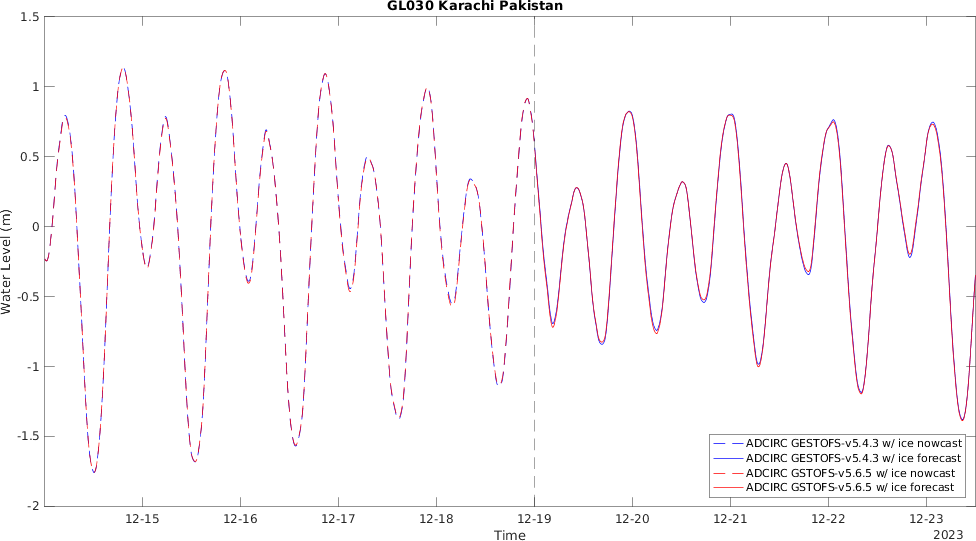 GL030 Karachi Pakistan
1.5
1
0.5
0
-0.5
-1
-1.5
-2
Water Level (m)
ADCIRC GESTOFS-v5.4.3 w/ ice nowcast
ADCIRC GESTOFS-v5.4.3 w/ ice forecast
ADCIRC GSTOFS-v5.6.5 w/ ice nowcast
ADCIRC GSTOFS-v5.6.5 w/ ice forecast
12-15 12-16 12-17 12-18 12-19 12-20 12-21 12-22 12-23
Time
2023